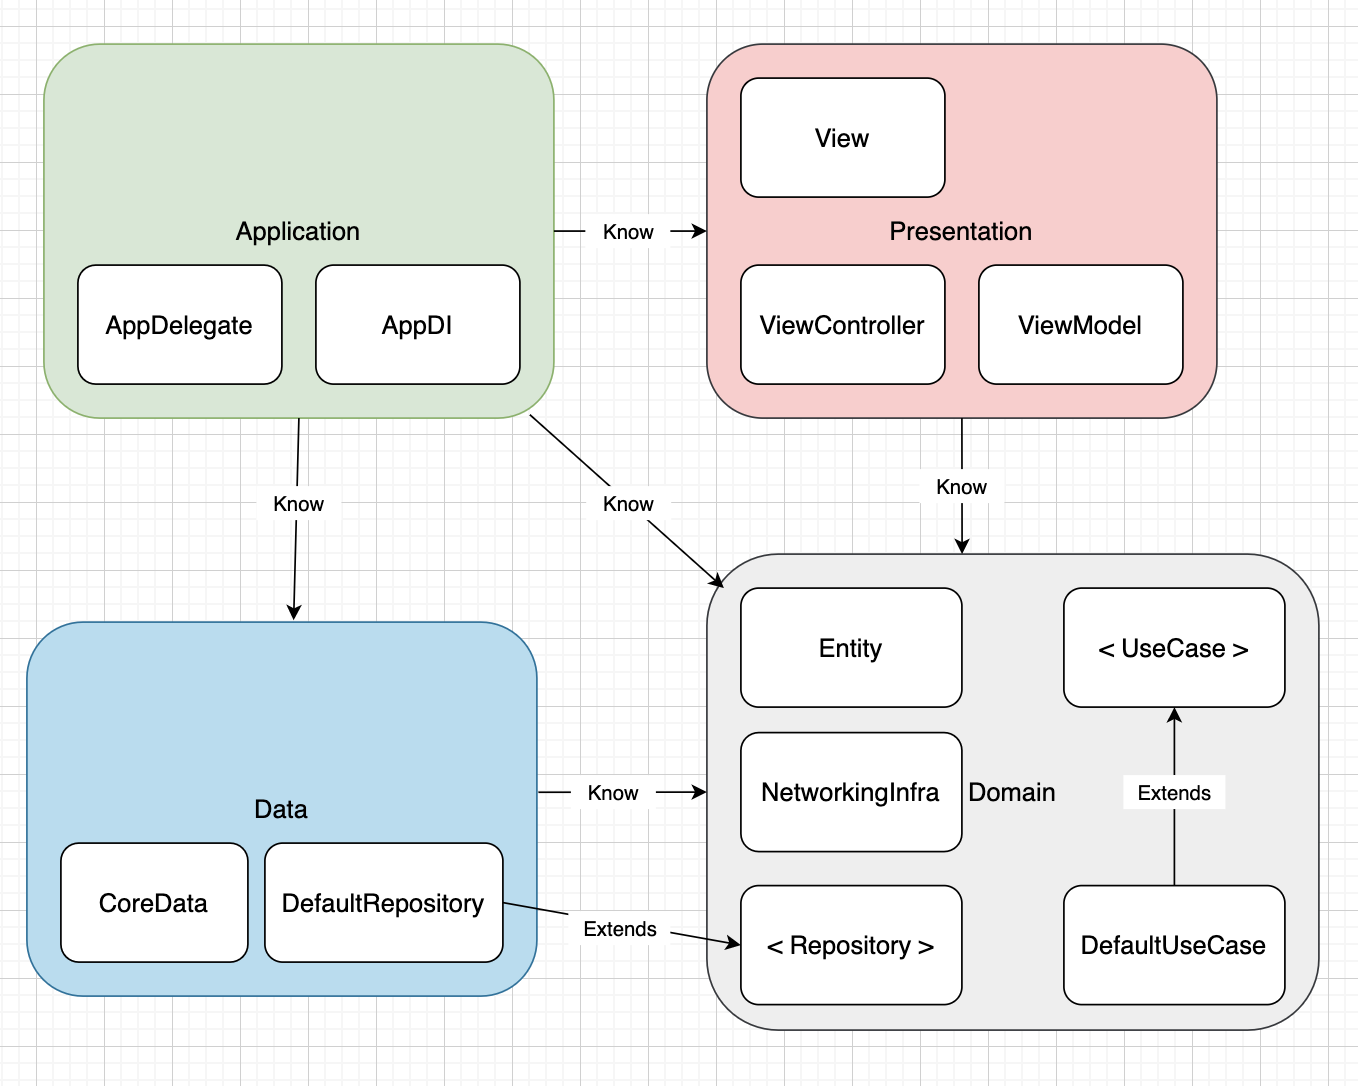 View
Application
Know
Presentation
AppDelegate
AppDI
ViewController
ViewModel
Know
Know
Know
Entity
< UseCase >
Know
NetworkingInfra
Domain
Extends
Data
CoreData
DefaultRepository
Extends
< Repository >
DefaultUseCase